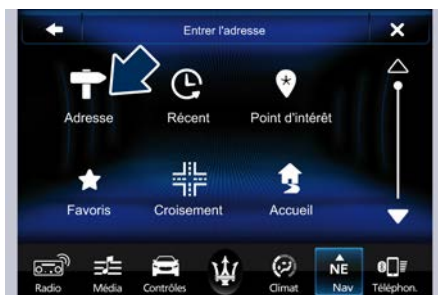 Entrer l'adresse
Adresse Récent Point d'intérêt
Favoris Croisement Accueil
NE
Radio Média Contrôles Climat Nav Téléphon.